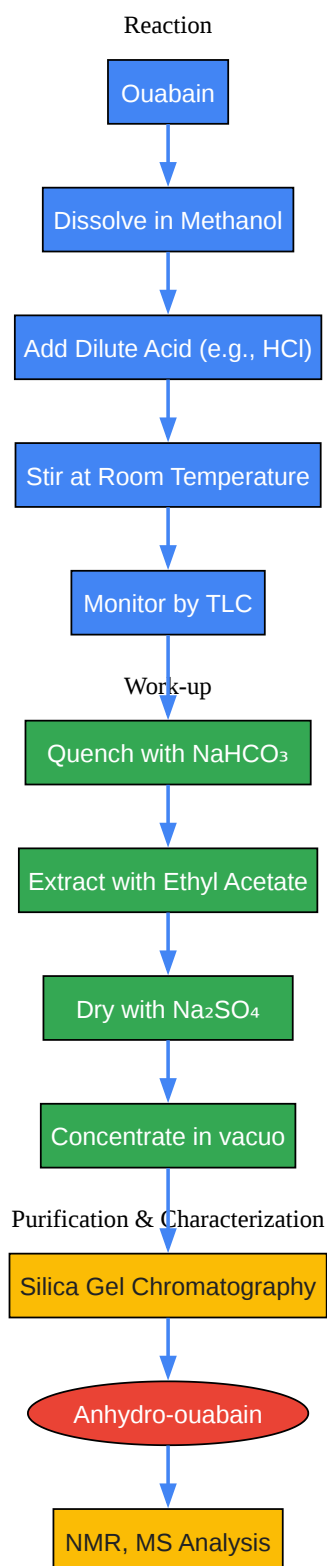 Reaction
Ouabain
Dissolve in Methanol
Add Dilute Acid (e.g., HCl)
Stir at Room Temperature
Monitor by TLC
Work-up
Quench with NaHCO₃
Extract with Ethyl Acetate
Dry with Na₂SO₄
Concentrate in vacuo
Purification & Characterization
Silica Gel Chromatography
Anhydro-ouabain
NMR, MS Analysis